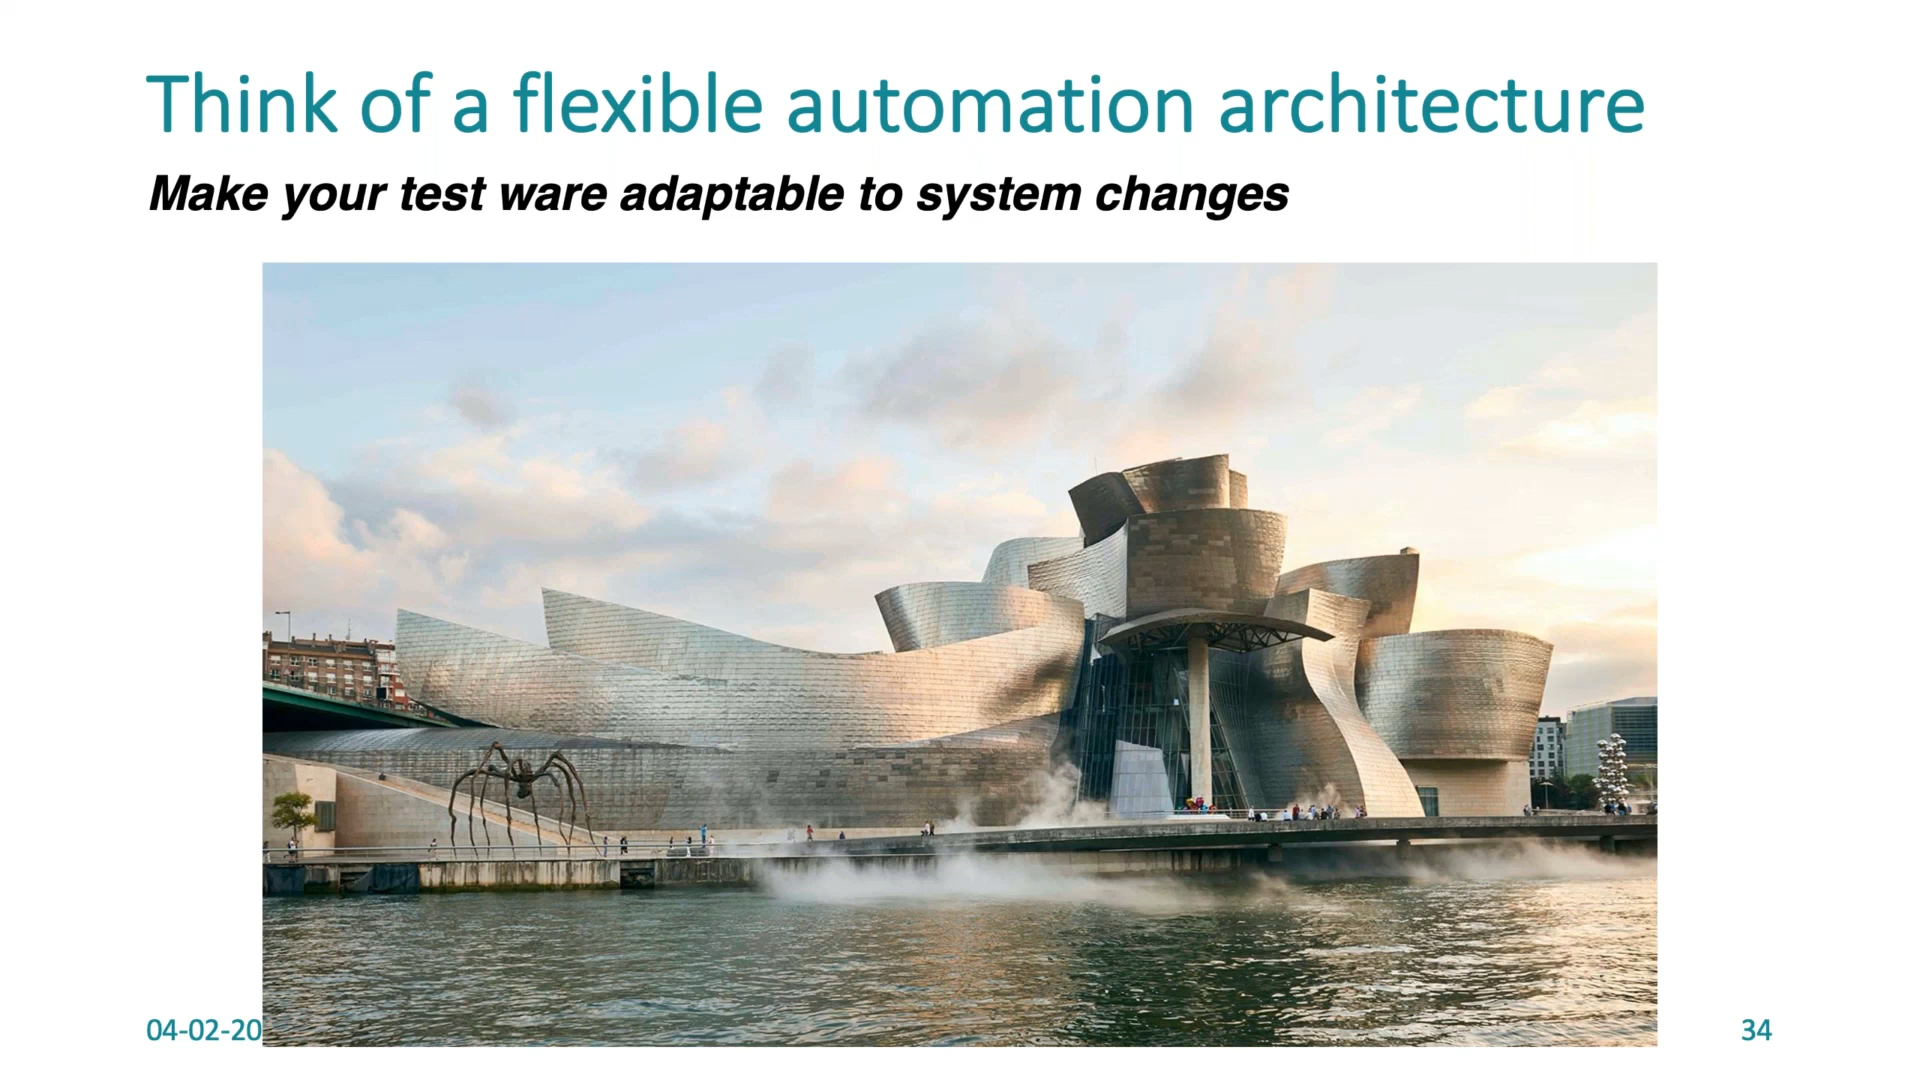 Think of a flexible automation architecture
Make your test ware adaptable to system changes
04-02-20
34